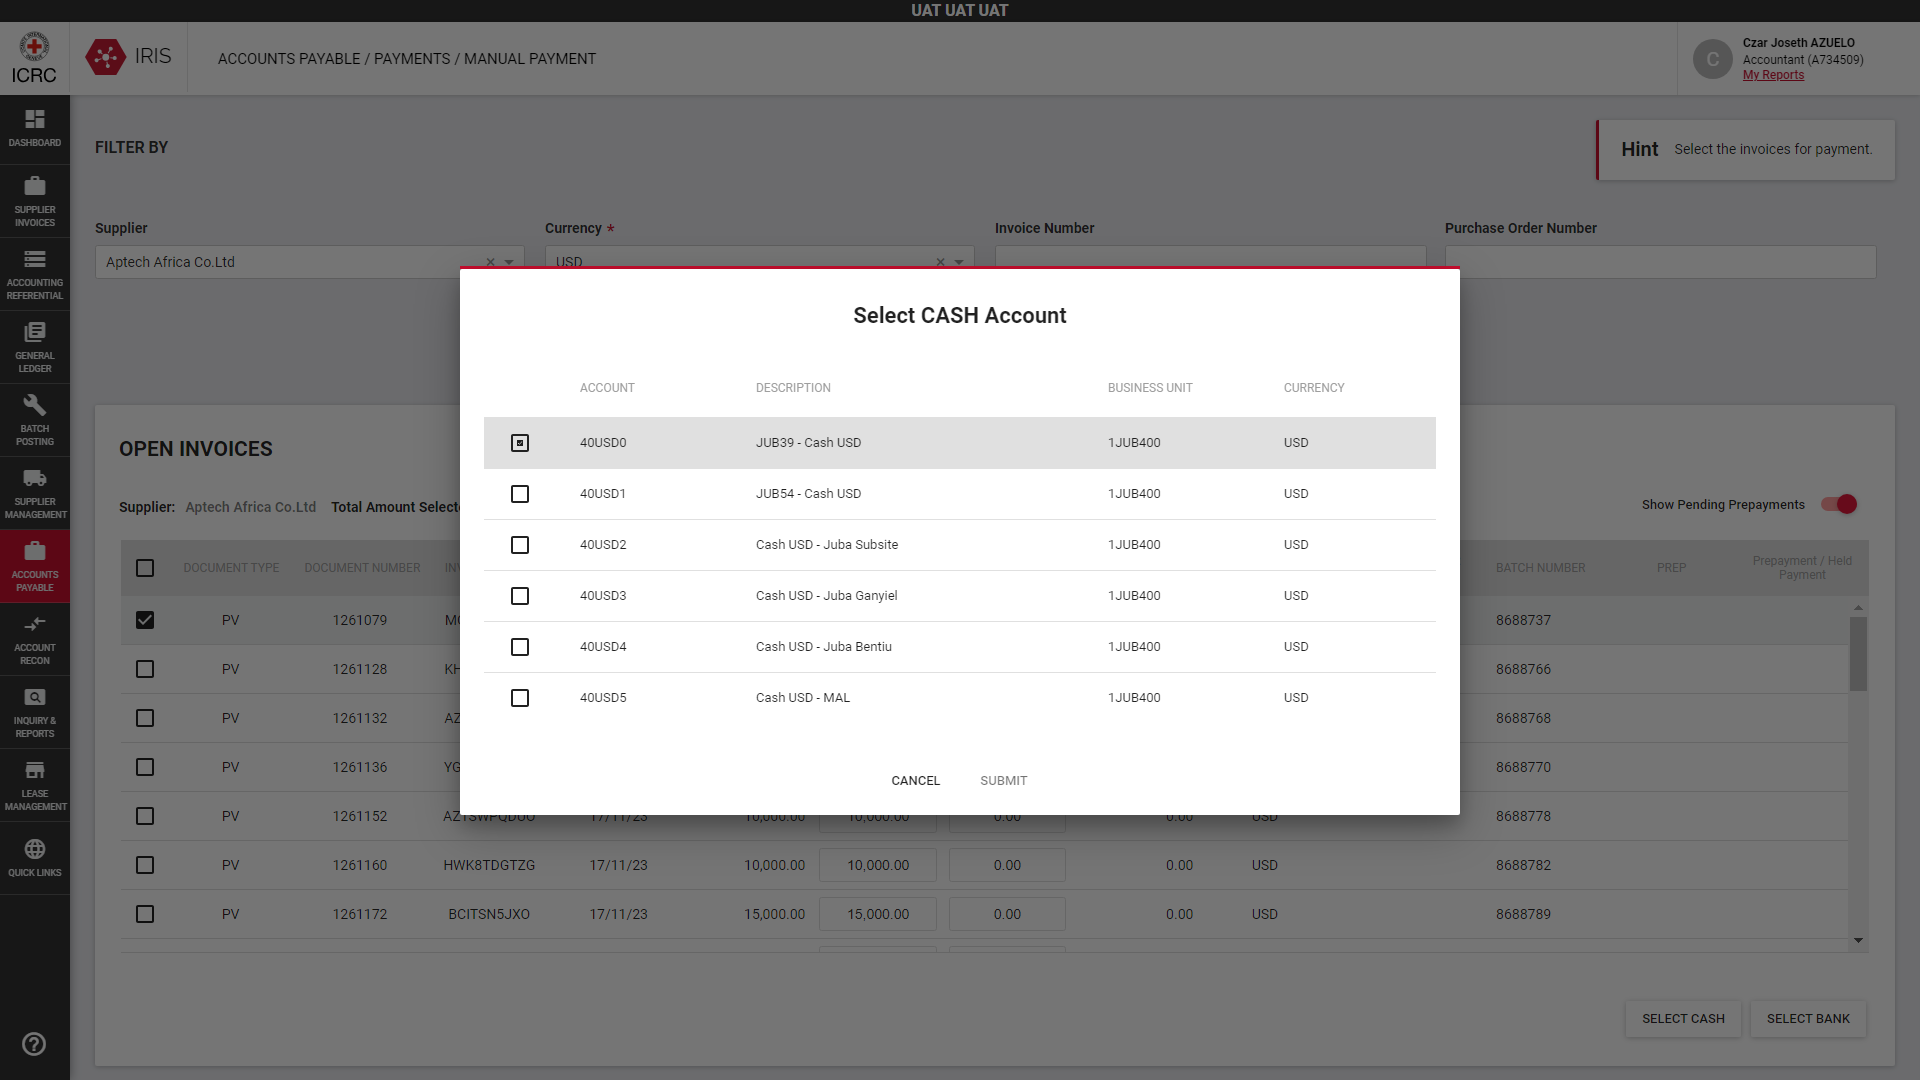 UAT UAT UAT
ICRC
IRIS
ACCOUNTS PAYABLE / PAYMENTS / MANUAL PAYMENT
C
Czar Joseth AZUELO
Accountant (A734509)
My Reports
DASHBOARD
SUPPLIER
INVOICES
ACCOUNTING
REFERENTIAL
GENERAL
LEDGER
BATCH
POSTING
SUPPLIER
MANAGEMENT
ACCOUNTS
PAYABLE
ACCOUNT
RECON
INQUIRY &
REPORTS
LEASE
MANAGEMENT
QUICK LINKS
FILTER BY
Hint Select the invoices for payment.
Supplier Currency * Invoice Number Purchase Order Number
Aptech Africa Co.Ltd USD
Select CASH Account
ACCOUNT DESCRIPTION BUSINESS UNIT CURRENCY
40USD0 JUB39 - Cash USD 1JUB400 USD
40USD1 JUB54 - Cash USD 1JUB400 USD
40USD2 Cash USD - Juba Subsite 1JUB400 USD
40USD3 Cash USD - Juba Ganyiel 1JUB400 USD
40USD4 Cash USD - Juba Bentiu 1JUB400 USD
40USD5 Cash USD - MAL 1JUB400 USD
CANCEL SUBMIT
OPEN INVOICES
Supplier: Aptech Africa Co.Ltd Total Amount Selecte
Show Pending Prepayments
DOCUMENT TYPE DOCUMENT NUMBER BATCH NUMBER PREP Prepayment / Held
Payment
PV 1261079 8688737
PV 1261128 KH 8688766
PV 1261132 AZ 8688768
PV 1261136 YG 8688770
PV 1261152 AZTSWPQDUO 17/11/23 10,000.00 10,000.00 0.00 0.00 USD 8688778
PV 1261160 HWK8TDGTZG 17/11/23 10,000.00 10,000.00 0.00 0.00 USD 8688782
PV 1261172 BCITSN5JXO 17/11/23 15,000.00 15,000.00 0.00 0.00 USD 8688789
SELECT CASH SELECT BANK